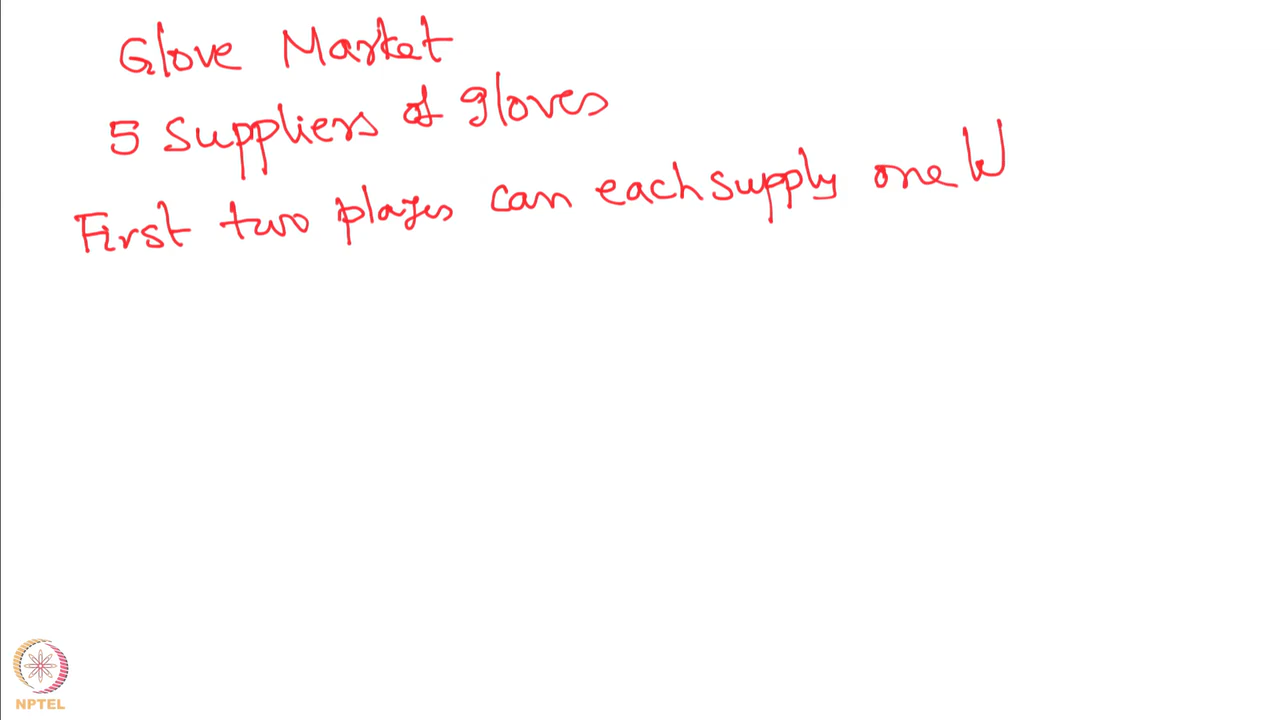 Glove Market
5 Suppliers of gloves
First two players can each supply one
NPTEL